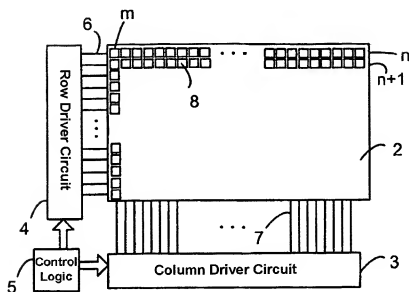 6
m
n
n+1
8
Row Driver Circuit
2
4
7
5
Control
Logic
Column Driver Circuit
3